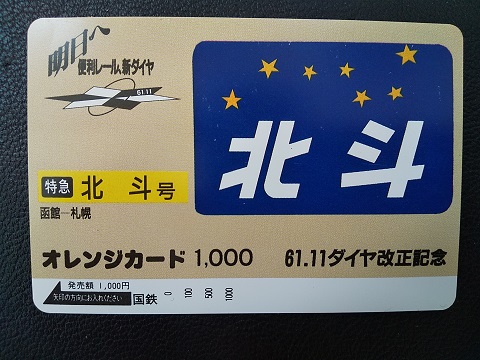 明日へ
便利レール、新ダイヤ
61.11
北斗
特急 北斗号
函館―札幌
オレンジカード 1,000 61.11ダイヤ改正記念
発売額 1,000円
矢印の方向にお入れください 国鉄 0 100 500 1000